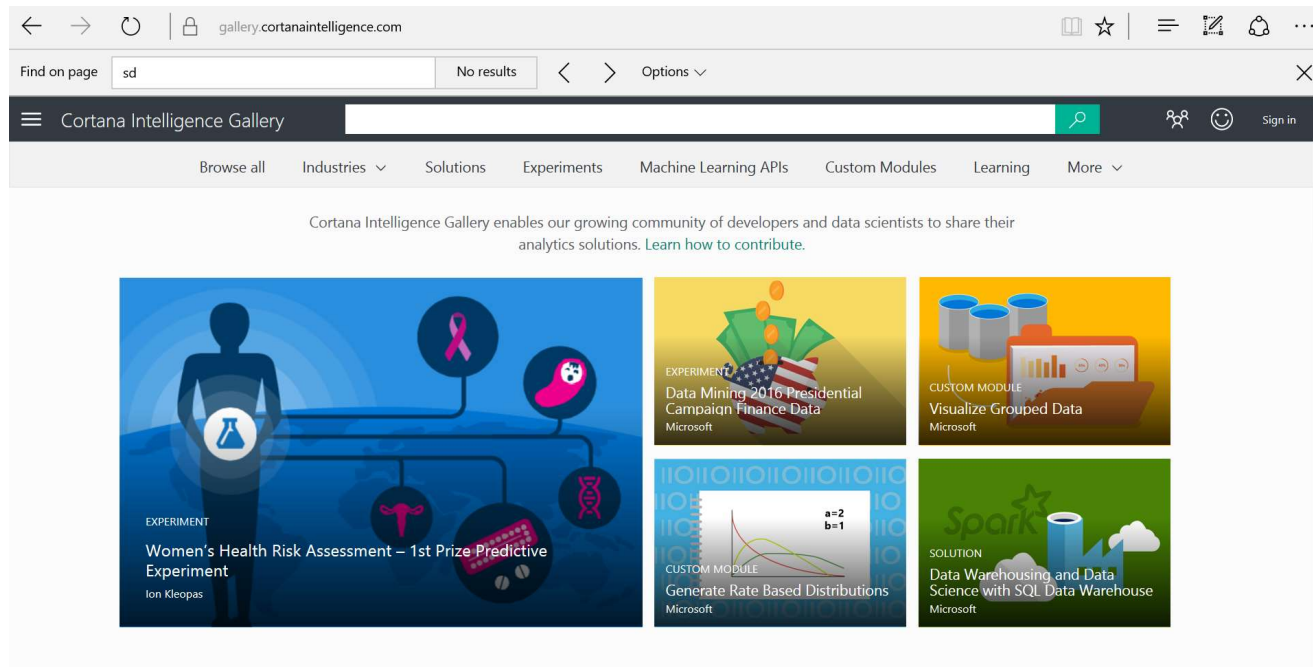 gallery.cortanaintelligence.com
Find on page sd No results Options
Cortana Intelligence Gallery Sign in
Browse all Industries Solutions Experiments Machine Learning APIs Custom Modules Learning More
Cortana Intelligence Gallery enables our growing community of developers and data scientists to share their
analytics solutions. Learn how to contribute.
EXPERIMENT
Women's Health Risk Assessment – 1st Prize Predictive
Experiment
Ion Kleopas
EXPERIMENT
Data Mining 2016 Presidential
Campaign Finance Data
Microsoft
CUSTOM MODULE
Visualize Grouped Data
Microsoft
a=2
b=1
CUSTOM MODULE
Generate Rate Based Distributions
Microsoft
Spark
SOLUTION
Data Warehousing and Data
Science with SQL Data Warehouse
Microsoft